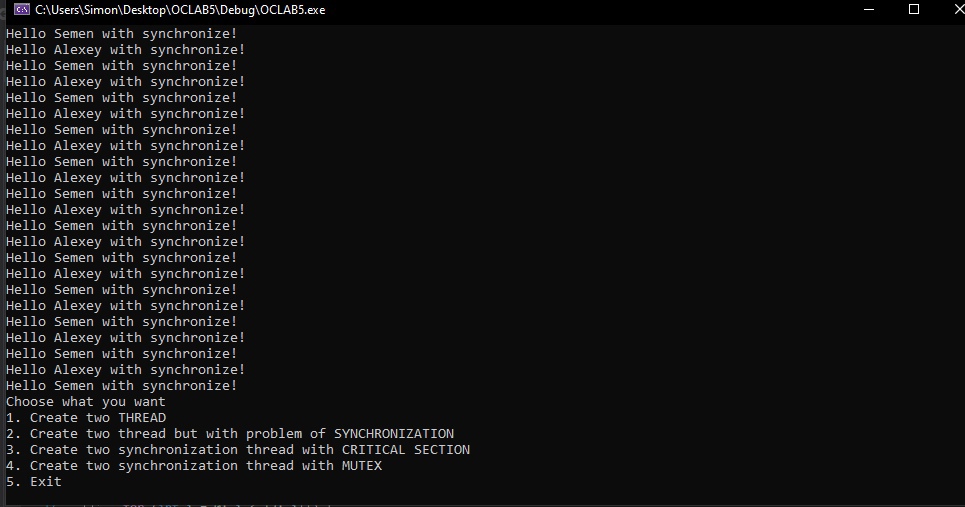 C:\Users\Simon\Desktop\OCLAB5\Debug\OCLAB5.exe
Hello Semen with synchronize!
Hello Alexey with synchronize!
Hello Semen with synchronize!
Hello Alexey with synchronize!
Hello Semen with synchronize!
Hello Alexey with synchronize!
Hello Semen with synchronize!
Hello Alexey with synchronize!
Hello Semen with synchronize!
Hello Alexey with synchronize!
Hello Semen with synchronize!
Hello Alexey with synchronize!
Hello Semen with synchronize!
Hello Alexey with synchronize!
Hello Semen with synchronize!
Hello Alexey with synchronize!
Hello Semen with synchronize!
Hello Alexey with synchronize!
Hello Semen with synchronize!
Hello Alexey with synchronize!
Hello Semen with synchronize!
Hello Alexey with synchronize!
Hello Semen with synchronize!
Choose what you want
1. Create two THREAD
2. Create two thread but with problem of SYNCHRONIZATION
3. Create two synchronization thread with CRITICAL SECTION
4. Create two synchronization thread with MUTEX
5. Exit